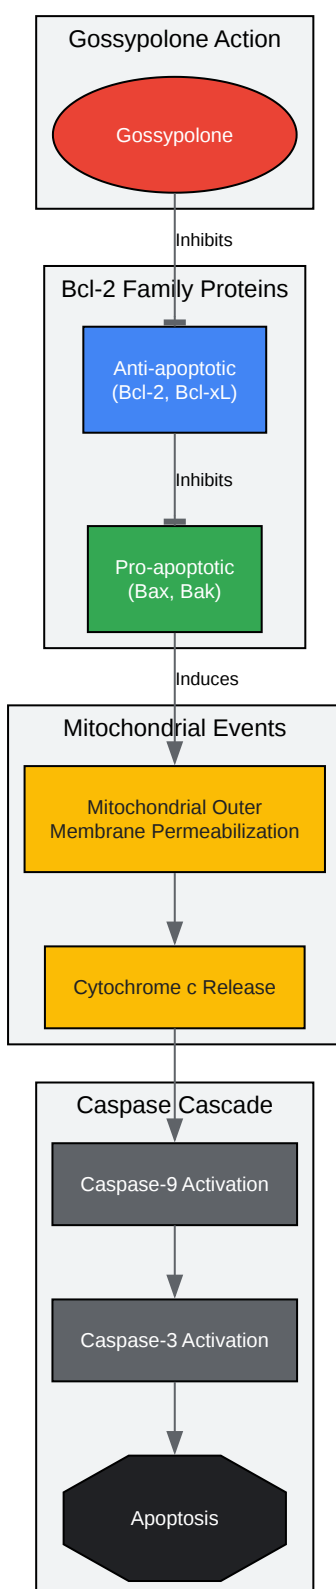 Gossypolone Action
Gossypolone
Inhibits
Bcl-2 Family Proteins
Anti-apoptotic
(Bcl-2, Bcl-xL)
Inhibits
Pro-apoptotic
(Bax, Bak)
Induces
Mitochondrial Events
Mitochondrial Outer
Membrane Permeabilization
Cytochrome c Release
Caspase Cascade
Caspase-9 Activation
Caspase-3 Activation
Apoptosis